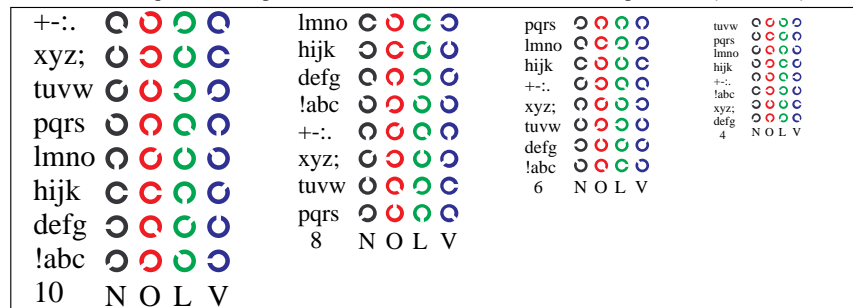 +-:.
xyz;
tuvw
pqrs
lmno
hijk
defg
!abc
10 N O L V
lmno
hijk
defg
!abc
+-:.
xyz;
tuvw
pqrs
8 N O L V
pqrs
lmno
hijk
+-:.
xyz;
tuvw
defg
!abc
6 N O L V
tuvw
pqrs
lmno
hijk
+-:.
!abc
xyz;
defg
4 N O L V